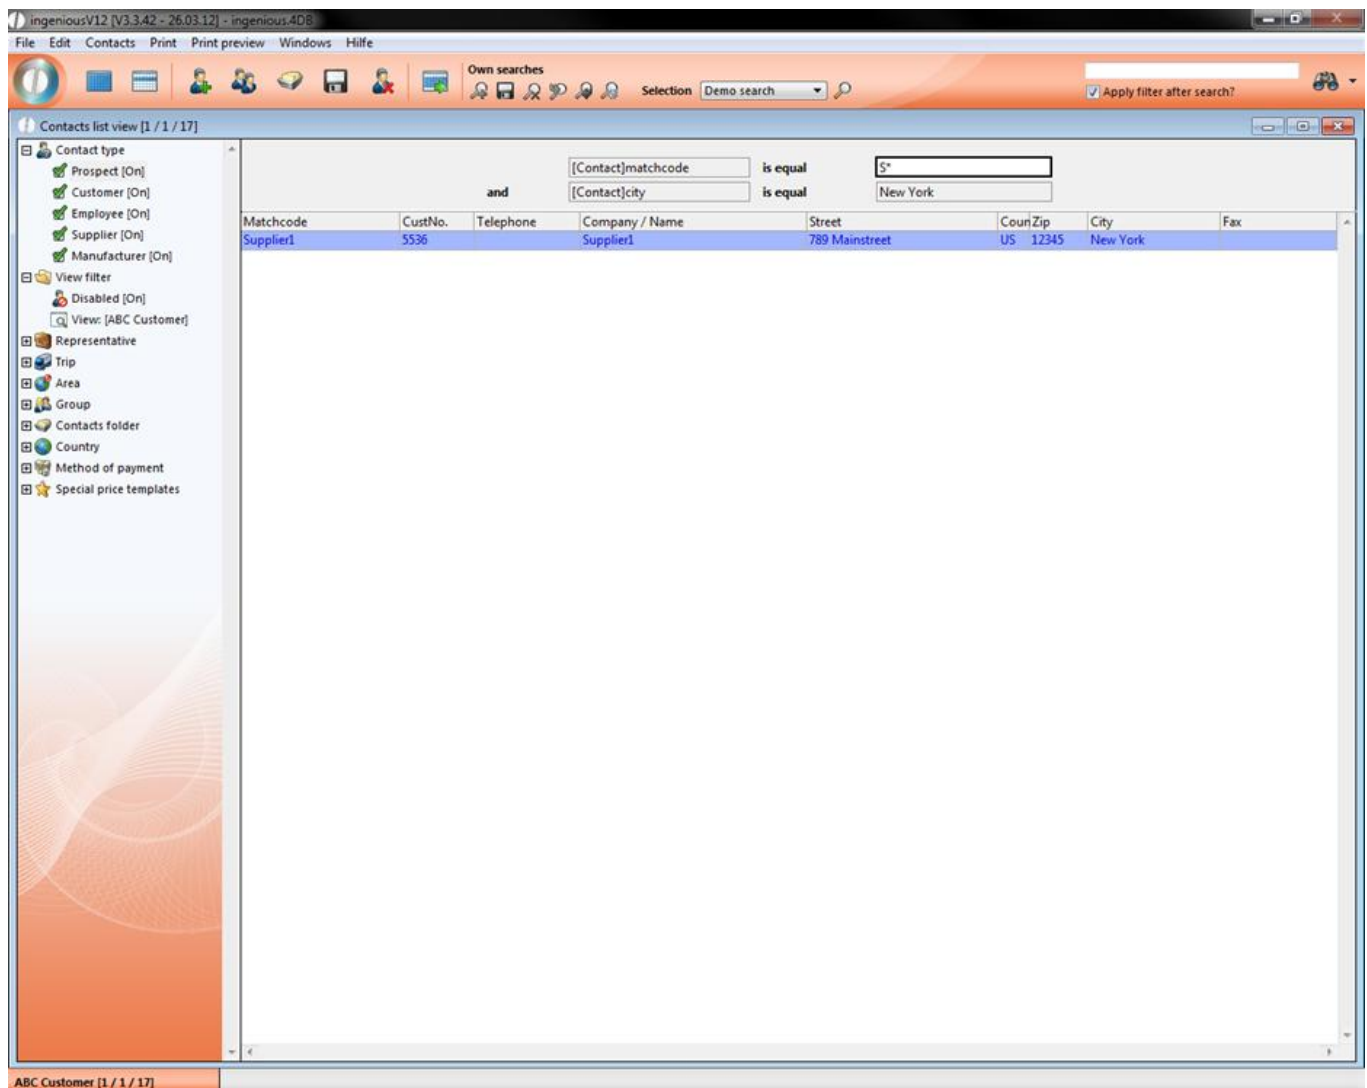 ingeniousV12 [V3.3.42 - 26.03.12] - ingenious.4DB
File Edit Contacts Print Print preview Windows Hilfe
Own searches
Selection Demo search
Apply filter after search?
Contacts list view [1 / 1 / 17]
Contact type
Prospect [On]
Customer [On]
Employee [On]
Supplier [On]
Manufacturer [On]
View filter
Disabled [On]
View: [ABC Customer]
Representative
Trip
Area
Group
Contacts folder
Country
Method of payment
Special price templates
[Contact]matchcode is equal S*
and [Contact]city is equal New York
Matchcode CustNo. Telephone Company / Name Street Coun Zip City Fax
Supplier1 5536 Supplier1 789 Mainstreet US 12345 New York
ABC Customer [1 / 1 / 17]